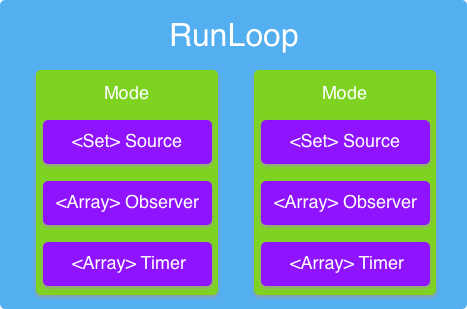 RunLoop
Mode
<Set> Source
<Array> Observer
<Array> Timer
Mode
<Set> Source
<Array> Observer
<Array> Timer